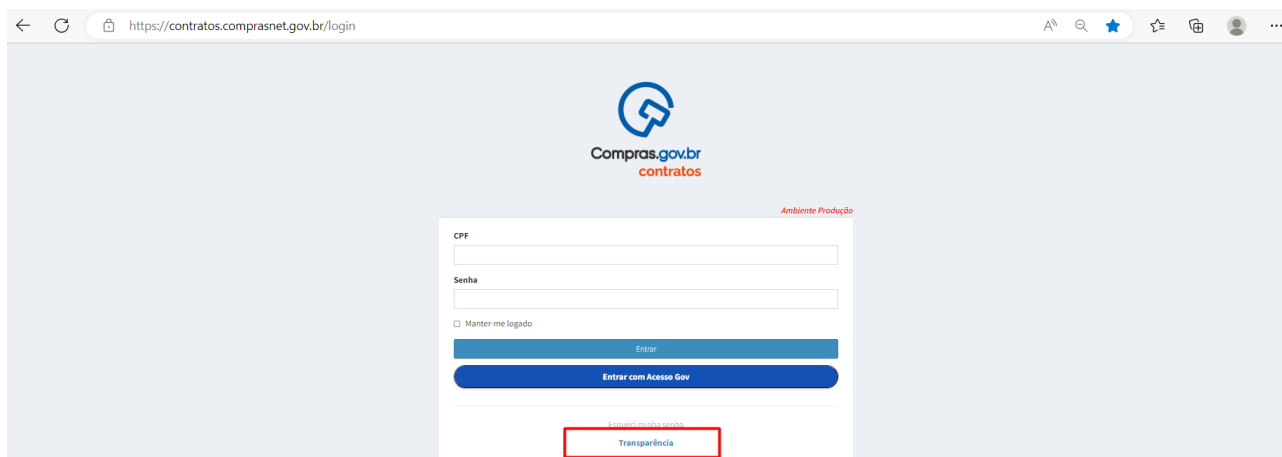 https://contratos.comprasnet.gov.br/login
Compras.gov.br
contratos
Ambiente Produção
CPF
Senha
Manter-me logado
Entrar
Entrar com Acesso Gov
Esqueci minha senha
Transparência